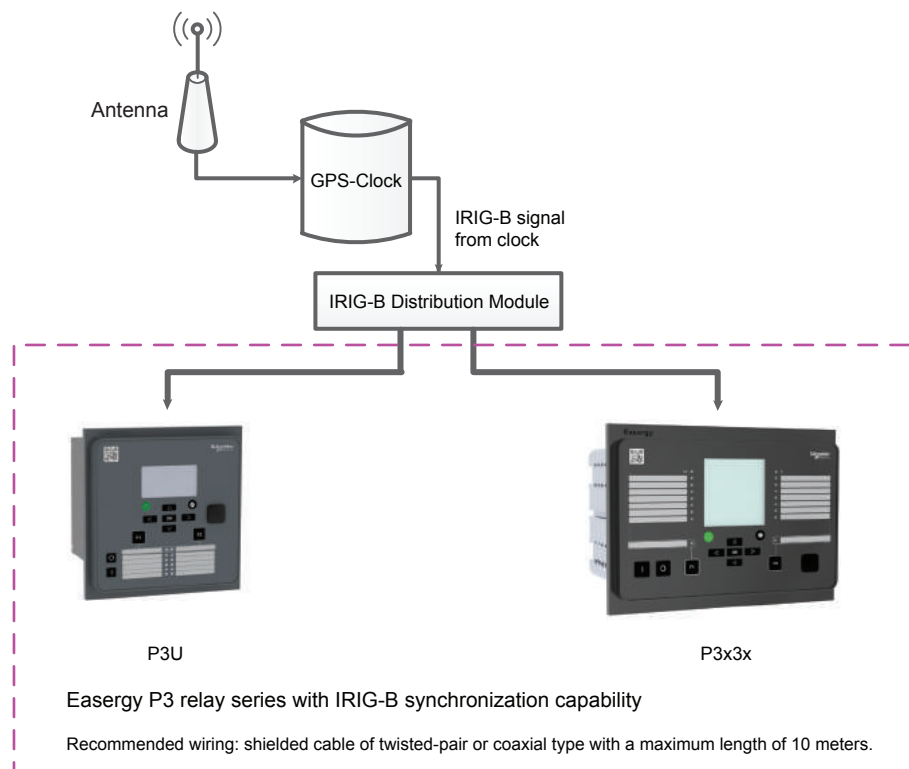 Antenna
GPS-Clock
IRIG-B signal
from clock
IRIG-B Distribution Module
Easergy
P3U
P3x3x
Easergy P3 relay series with IRIG-B synchronization capability
Recommended wiring: shielded cable of twisted-pair or coaxial type with a maximum length of 10 meters.